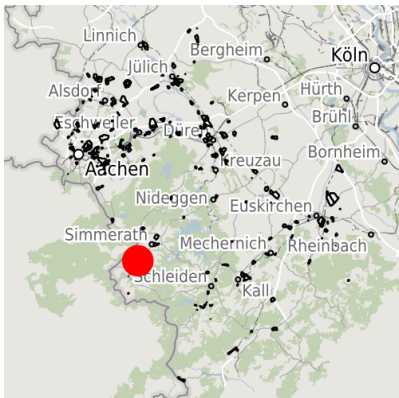 Linnich
Bergheim
Köln
Jülich
Alsdorf
Kerpen
Hürth
Eschweiler
Düren
Brühl
Kreuzau
Bornheim
Aachen
Nideggen
Euskirchen
Simmerath
Mechernich
Rheinbach
Schleiden
Kall